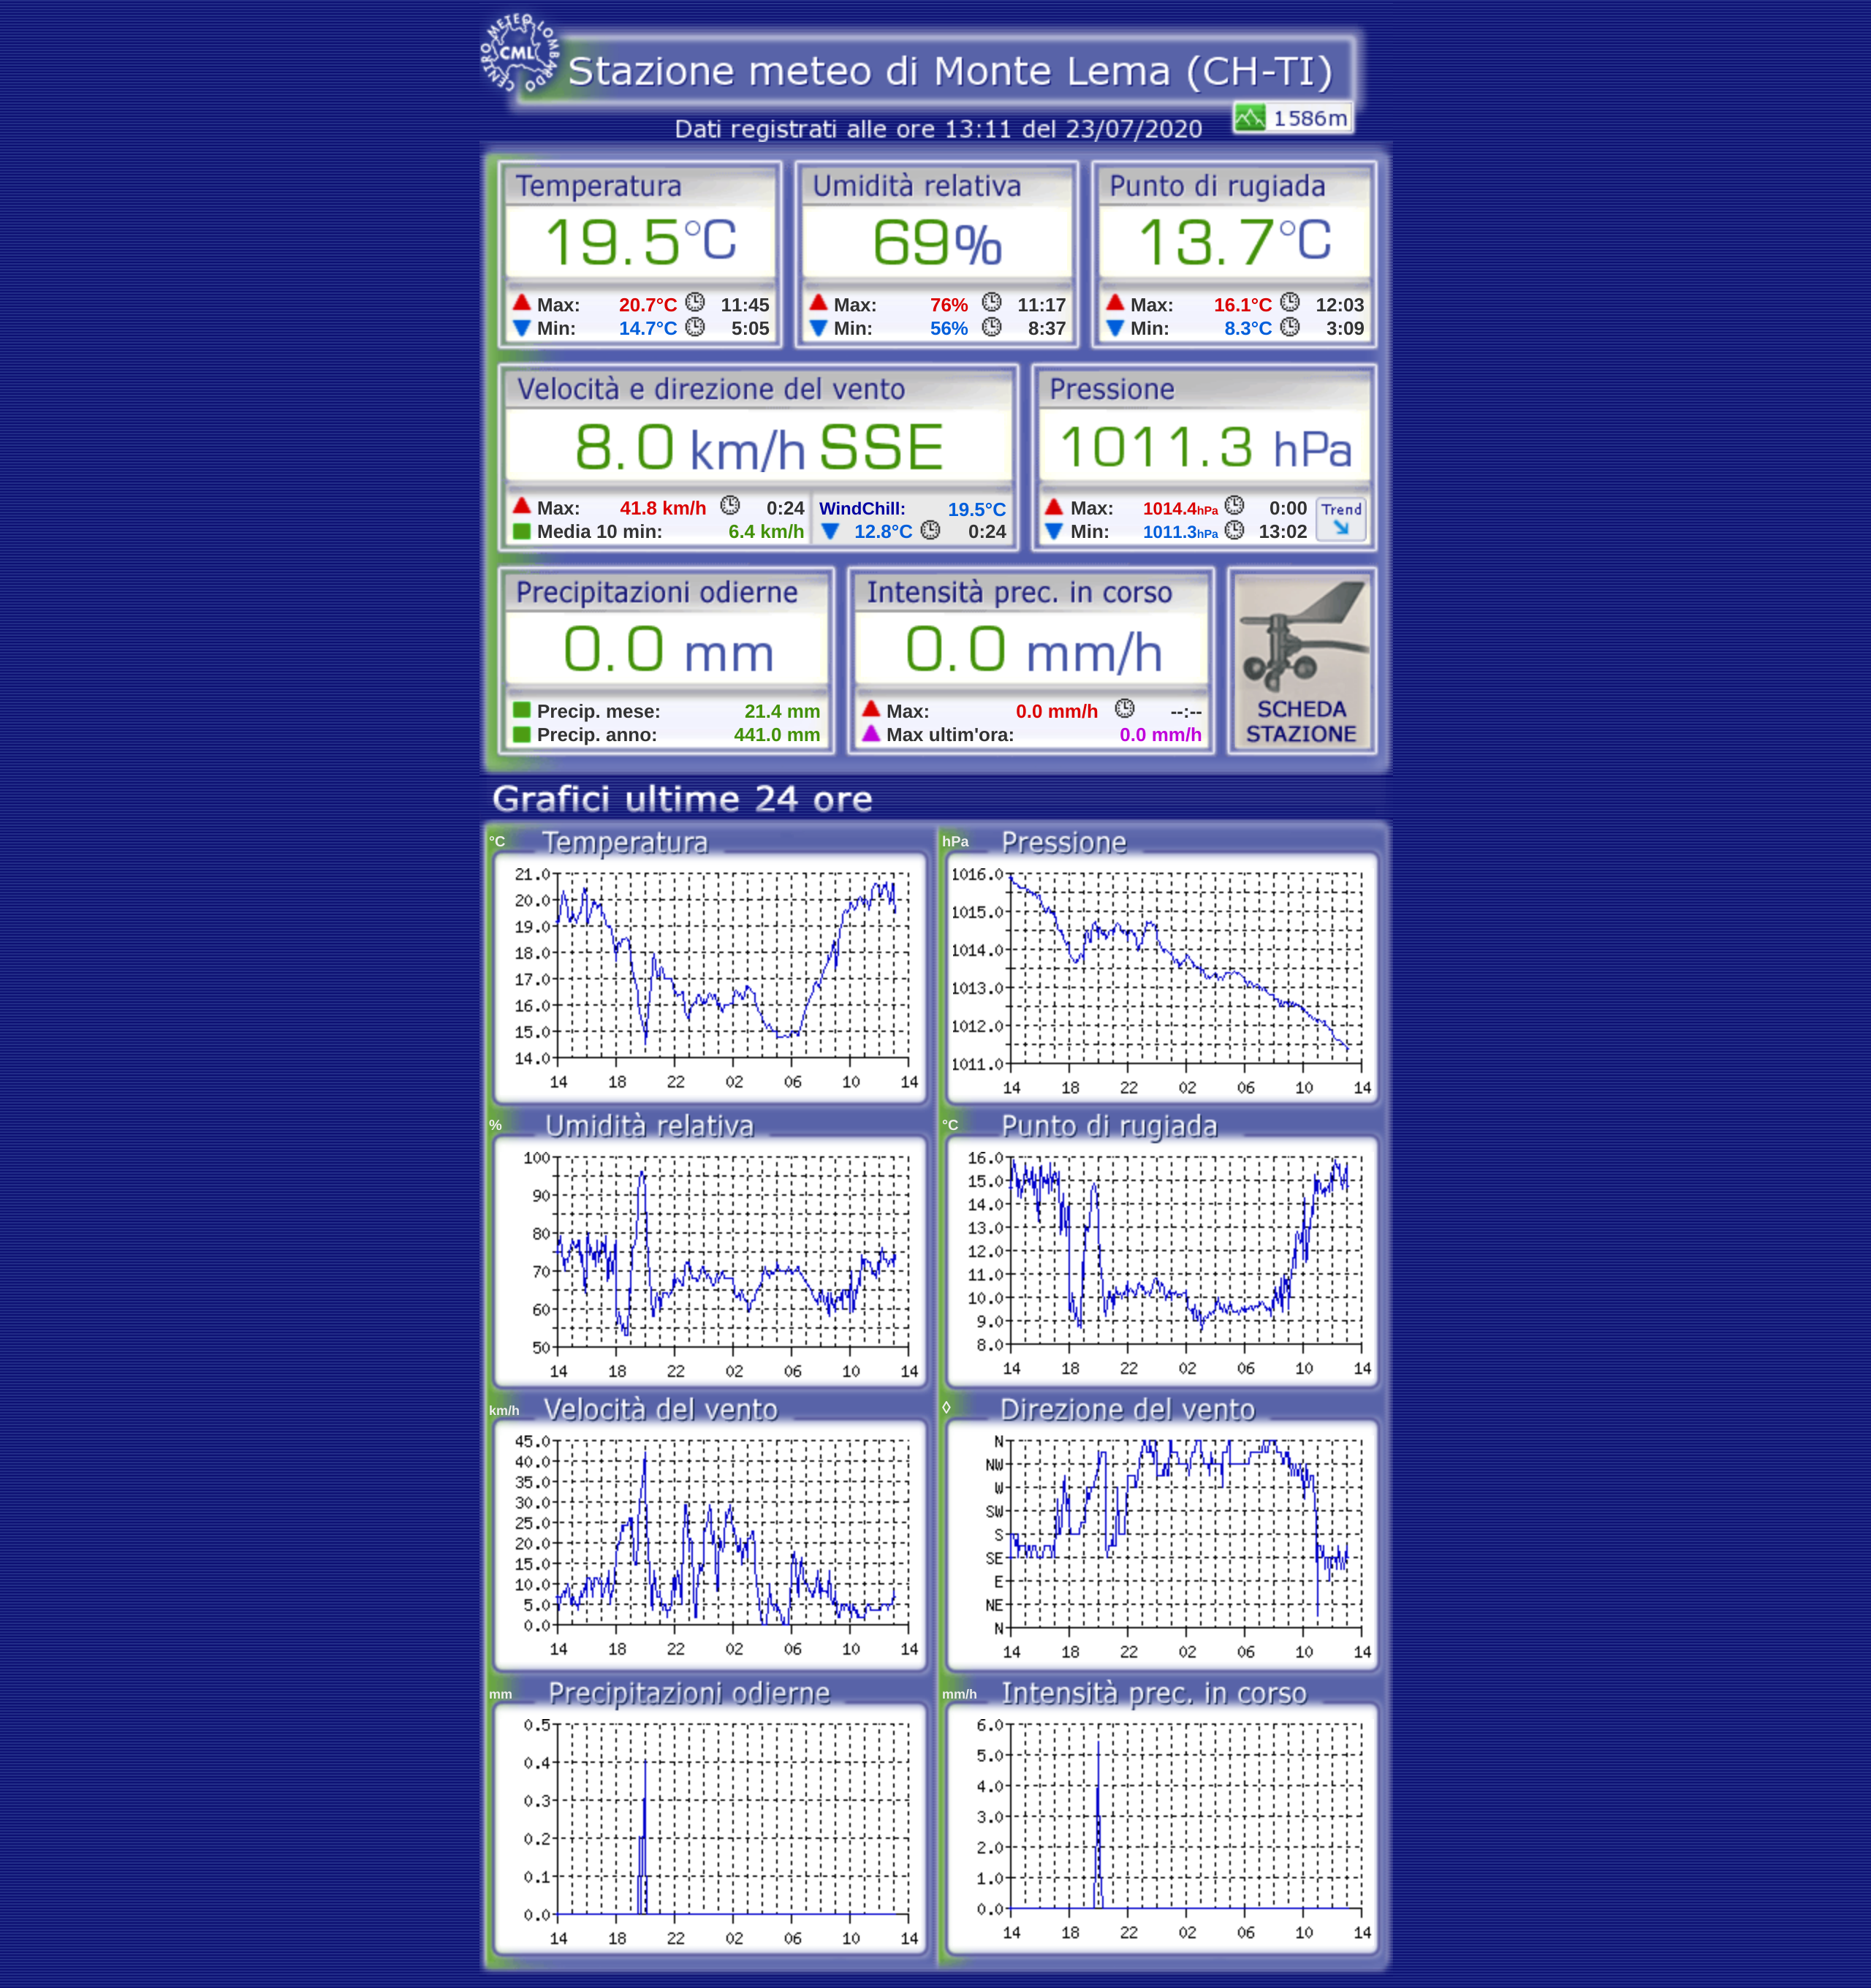 CENTRO METEO LOMBARDO
CML
Stazione meteo di Monte Lema (CH-TI)
1586m
Dati registrati alle ore 13:11 del 23/07/2020
Temperatura Umidità relativa Punto di rugiada
19.5°C 69% 13.7°C
Max: 20.7°C 11:45 Max: 76% 11:17 Max: 16.1°C 12:03
Min: 14.7°C 5:05 Min: 56% 8:37 Min: 8.3°C 3:09
Velocità e direzione del vento Pressione
8.0 km/h SSE 1011.3 hPa
Max: 41.8 km/h 0:24 WindChill: 19.5°C Max: 1014.4hPa 0:00 Trend
Media 10 min: 6.4 km/h 12.8°C 0:24 Min: 1011.3hPa 13:02
Precipitazioni odierne Intensità prec. in corso
0.0 mm 0.0 mm/h
Precip. mese: 21.4 mm Max: 0.0 mm/h --:-- SCHEDA
Precip. anno: 441.0 mm Max ultim'ora: 0.0 mm/h STAZIONE
Grafici ultime 24 ore
°C Temperatura
21.0
20.0
19.0
18.0
17.0
16.0
15.0
14.0
14 18 22 02 06 10 14
hPa Pressione
1016.0
1015.0
1014.0
1013.0
1012.0
1011.0
14 18 22 02 06 10 14
% Umidità relativa
100
90
80
70
60
50
14 18 22 02 06 10 14
°C Punto di rugiada
16.0
15.0
14.0
13.0
12.0
11.0
10.0
9.0
8.0
14 18 22 02 06 10 14
km/h Velocità del vento
45.0
40.0
35.0
30.0
25.0
20.0
15.0
10.0
5.0
0.0
14 18 22 02 06 10 14
◊ Direzione del vento
N
NW
W
SW
S
SE
E
NE
N
14 18 22 02 06 10 14
mm Precipitazioni odierne
0.5
0.4
0.3
0.2
0.1
0.0
14 18 22 02 06 10 14
mm/h Intensità prec. in corso
6.0
5.0
4.0
3.0
2.0
1.0
0.0
14 18 22 02 06 10 14